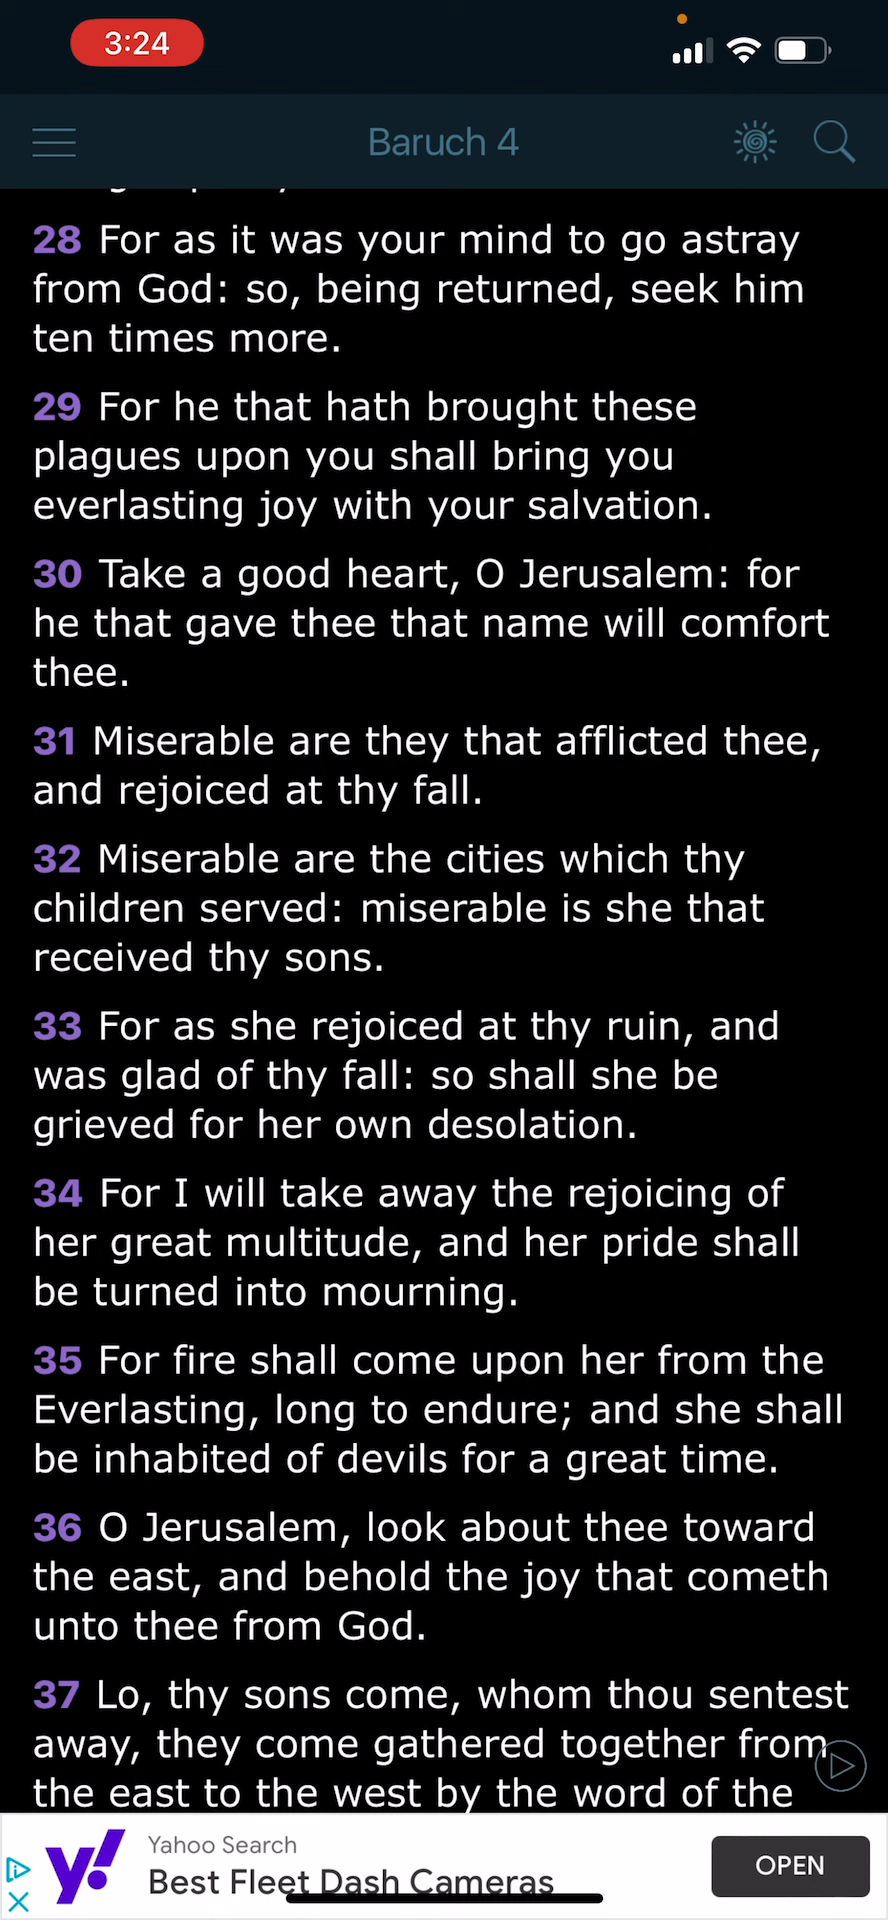 3:24
Baruch 4
28 For as it was your mind to go astray
from God: so, being returned, seek him
ten times more.
29 For he that hath brought these
plagues upon you shall bring you
everlasting joy with your salvation.
30 Take a good heart, O Jerusalem: for
he that gave thee that name will comfort
thee.
31 Miserable are they that afflicted thee,
and rejoiced at thy fall.
32 Miserable are the cities which thy
children served: miserable is she that
received thy sons.
33 For as she rejoiced at thy ruin, and
was glad of thy fall: so shall she be
grieved for her own desolation.
34 For I will take away the rejoicing of
her great multitude, and her pride shall
be turned into mourning.
35 For fire shall come upon her from the
Everlasting, long to endure; and she shall
be inhabited of devils for a great time.
36 O Jerusalem, look about thee toward
the east, and behold the joy that cometh
unto thee from God.
37 Lo, thy sons come, whom thou sentest
away, they come gathered together from
the east to the west by the word of the
y!
Yahoo Search
Best Fleet Dash Cameras
OPEN